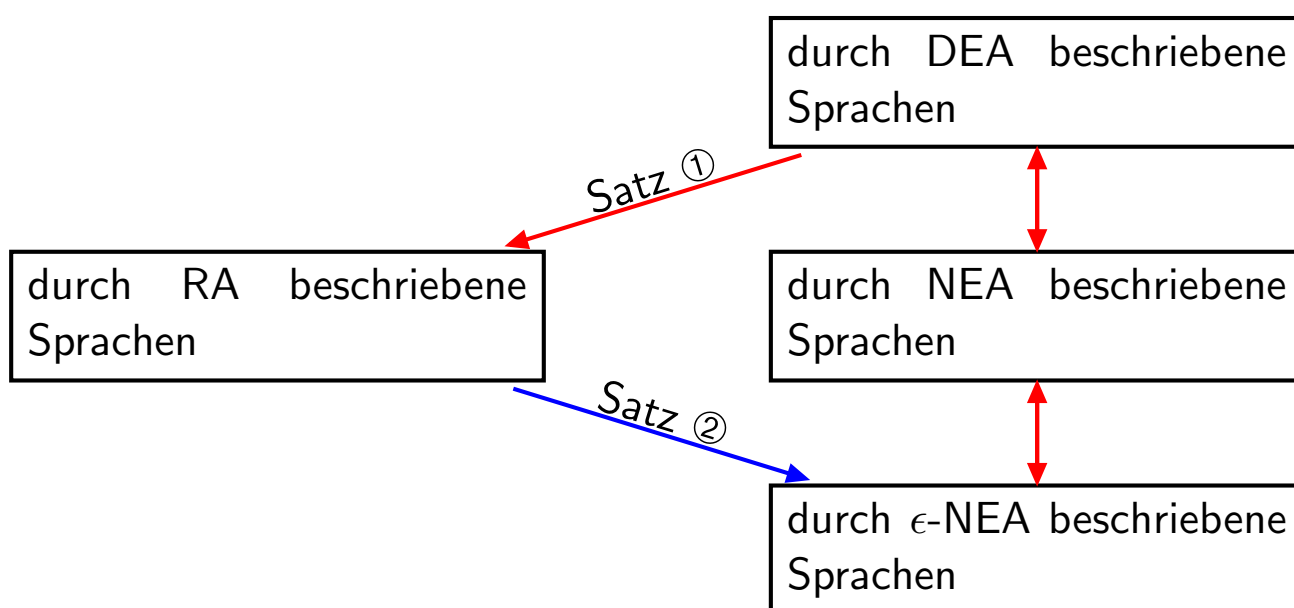 durch DEA beschriebene
Sprachen
Satz ①
durch RA beschriebene
Sprachen
durch NEA beschriebene
Sprachen
Satz ②
durch ϵ-NEA beschriebene
Sprachen